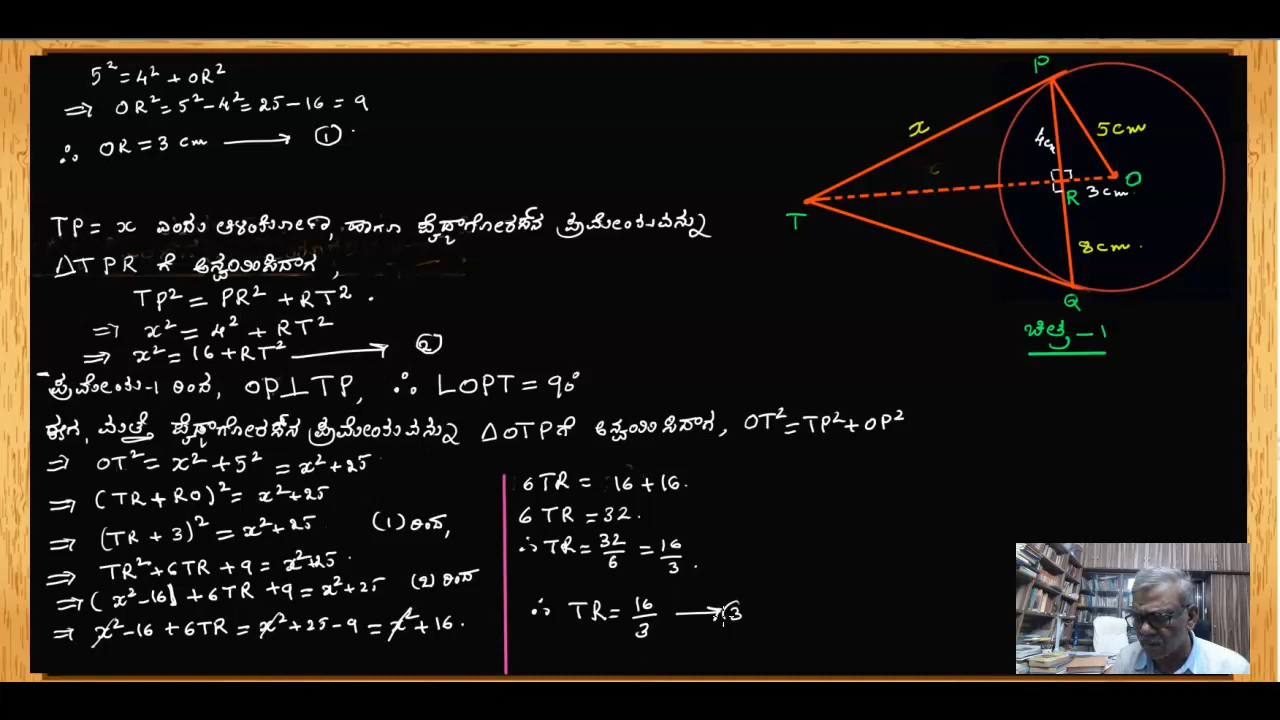 5² = 4² + OR²
⇒ OR² = 5² - 4² = 25 - 16 = 9
∴ OR = 3 cm ⟶ ①
TP = x ಎಂದು ಆಗಿರಲಿ, ಹಾಗೂ ಪೈಥಾಗೋರಸ್‌ನ ಪ್ರಮೇಯವನ್ನು
ΔTPR ಗೆ ಅನ್ವಯಿಸಿದಾಗ,
TP² = PR² + RT².
⇒ x² = 4² + RT²
⇒ x² = 16 + RT² ⟶ ②
ಪ್ರಮೇಯ-1 ರಿಂದ, OP⊥TP, ∴ ∟OPT = 90°
ಈಗ, ಮತ್ತೆ ಪೈಥಾಗೋರಸ್‌ನ ಪ್ರಮೇಯವನ್ನು ΔOTP ಗೆ ಅನ್ವಯಿಸಿದಾಗ, OT² = TP² + OP²
⇒ OT² = x² + 5² = x² + 25
⇒ (TR + RO)² = x² + 25
⇒ (TR + 3)² = x² + 25 (1) ರಿಂದ,
⇒ TR² + 6TR + 9 = x² + 25.
⇒ (x² - 16) + 6TR + 9 = x² + 25 (2) ರಿಂದ
⇒ x² - 16 + 6TR = x² + 25 - 9 = x² + 16.
6TR = 16 + 16.
6TR = 32.
∴ TR = 32/6 = 16/3.
∴ TR = 16/3 ⟶ 3
P
x
5cm
4cm
O
R
3cm
T
8cm.
Q
ಚಿತ್ರ - 1